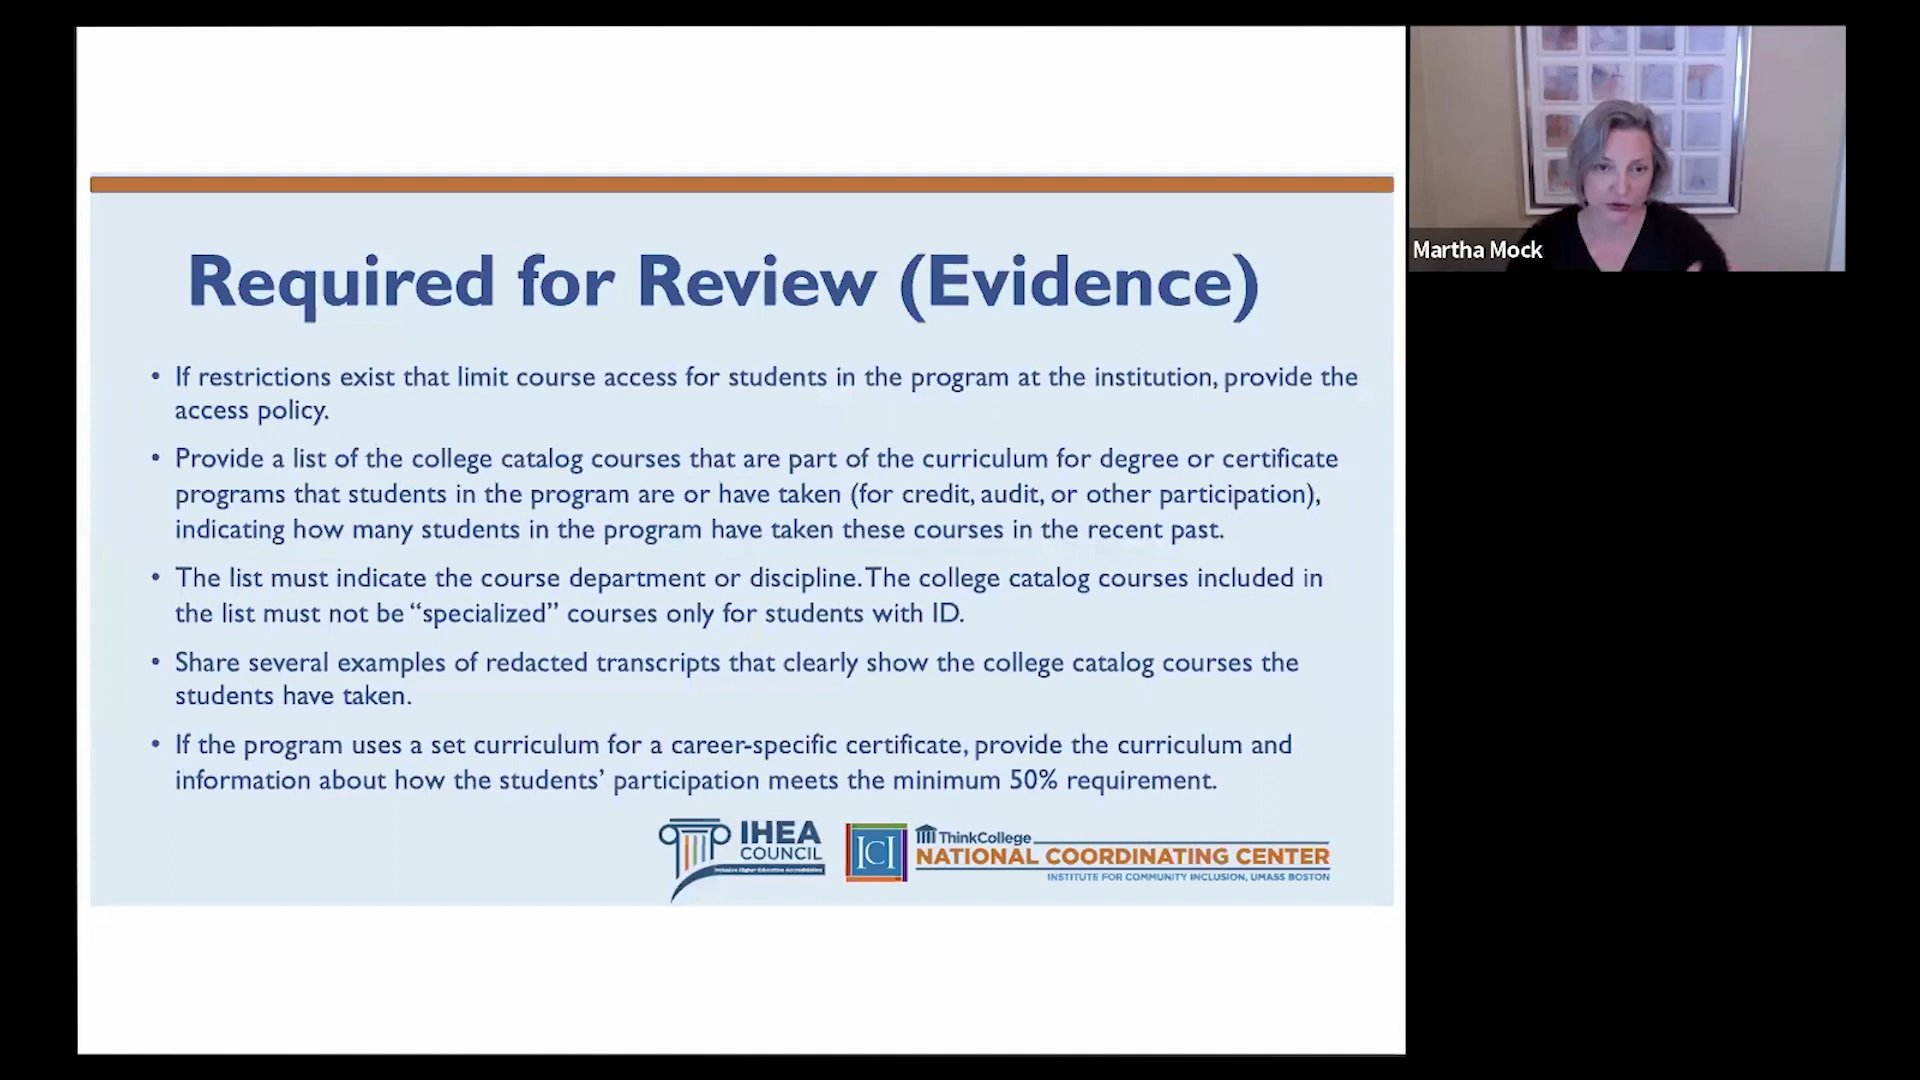 Required for Review (Evidence)
• If restrictions exist that limit course access for students in the program at the institution, provide the
access policy.
• Provide a list of the college catalog courses that are part of the curriculum for degree or certificate
programs that students in the program are or have taken (for credit, audit, or other participation),
indicating how many students in the program have taken these courses in the recent past.
• The list must indicate the course department or discipline. The college catalog courses included in
the list must not be “specialized” courses only for students with ID.
• Share several examples of redacted transcripts that clearly show the college catalog courses the
students have taken.
• If the program uses a set curriculum for a career-specific certificate, provide the curriculum and
information about how the students’ participation meets the minimum 50% requirement.
IHEA
COUNCIL
Inclusive Higher Education Accreditation
ICI
ThinkCollege
NATIONAL COORDINATING CENTER
INSTITUTE FOR COMMUNITY INCLUSION, UMASS BOSTON
Martha Mock